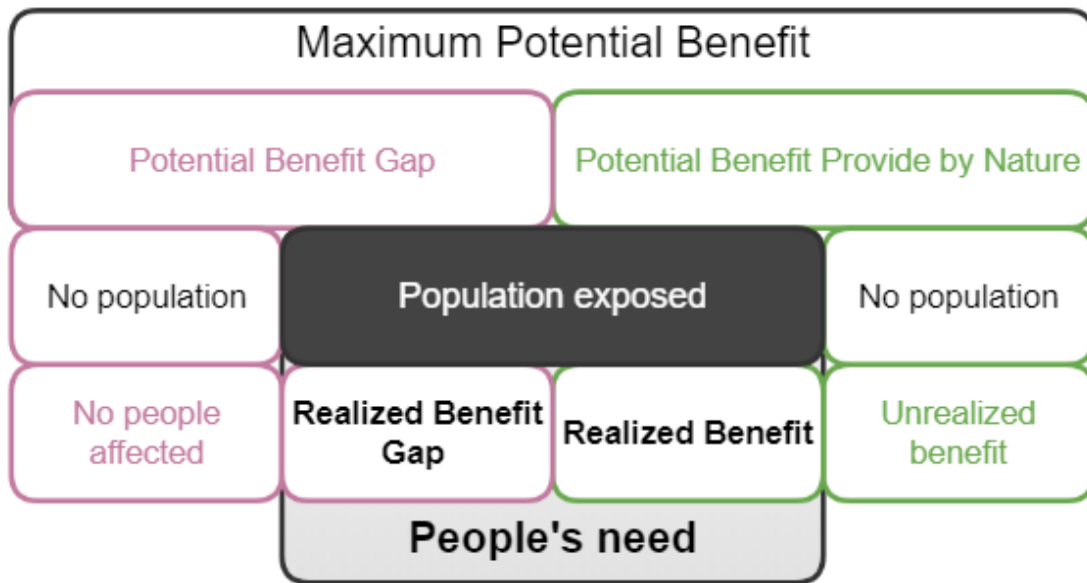 Maximum Potential Benefit
Potential Benefit Gap
Potential Benefit Provide by Nature
No population
Population exposed
No population
No people
affected
Realized Benefit
Gap
Realized Benefit
Unrealized
benefit
People's need